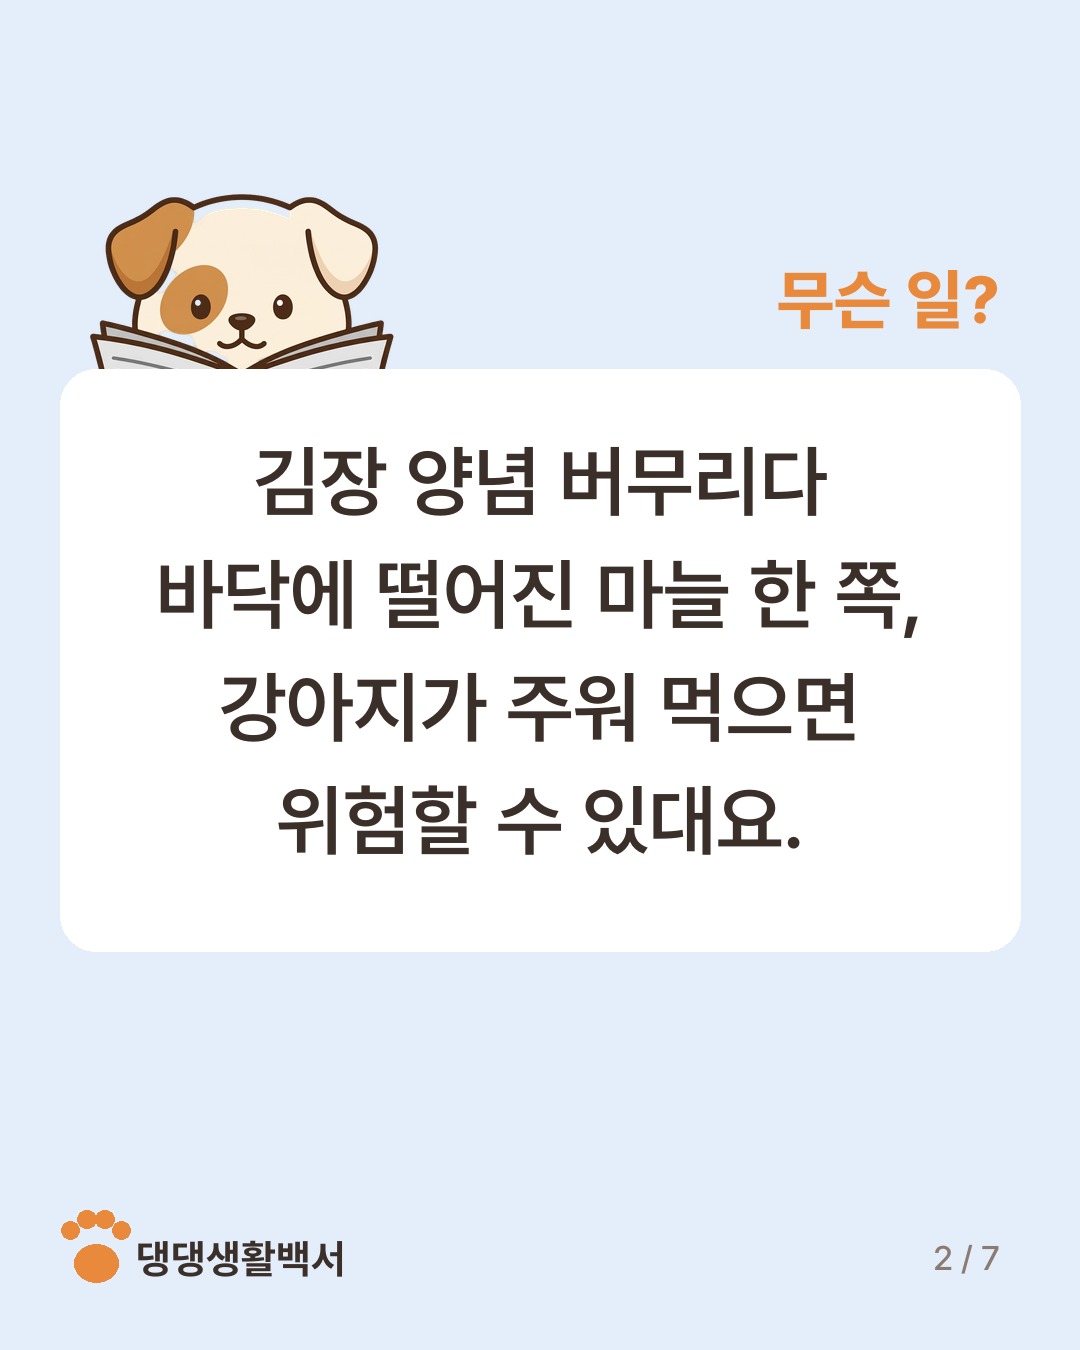 무슨 일?
김장 양념 버무리다
바닥에 떨어진 마늘 한 쪽,
강아지가 주워 먹으면
위험할 수 있대요.
댕댕생활백서
2 / 7